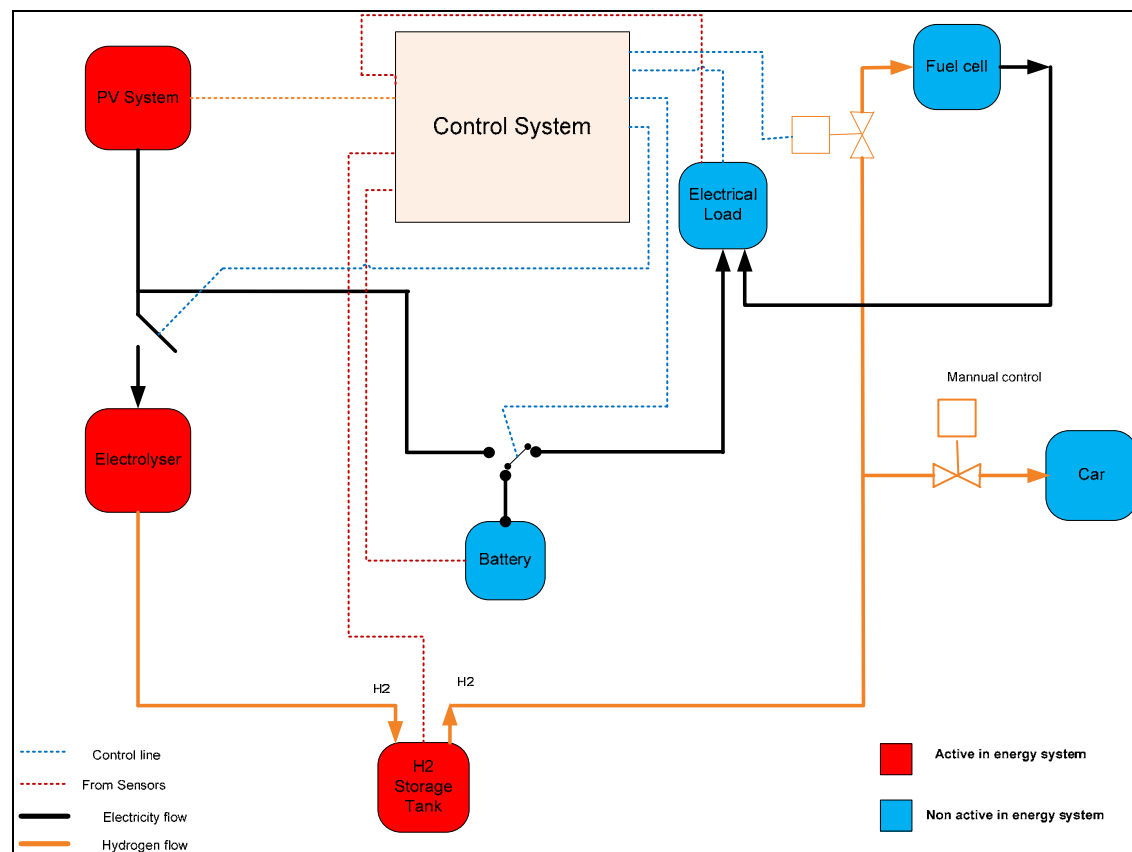 PV System
Control System
Fuel cell
Electrical
Load
Mannual control
Electrolyser
Car
Battery
H2
H2
H2
Storage
Tank
Control line
From Sensors
Electricity flow
Hydrogen flow
Active in energy system
Non active in energy system